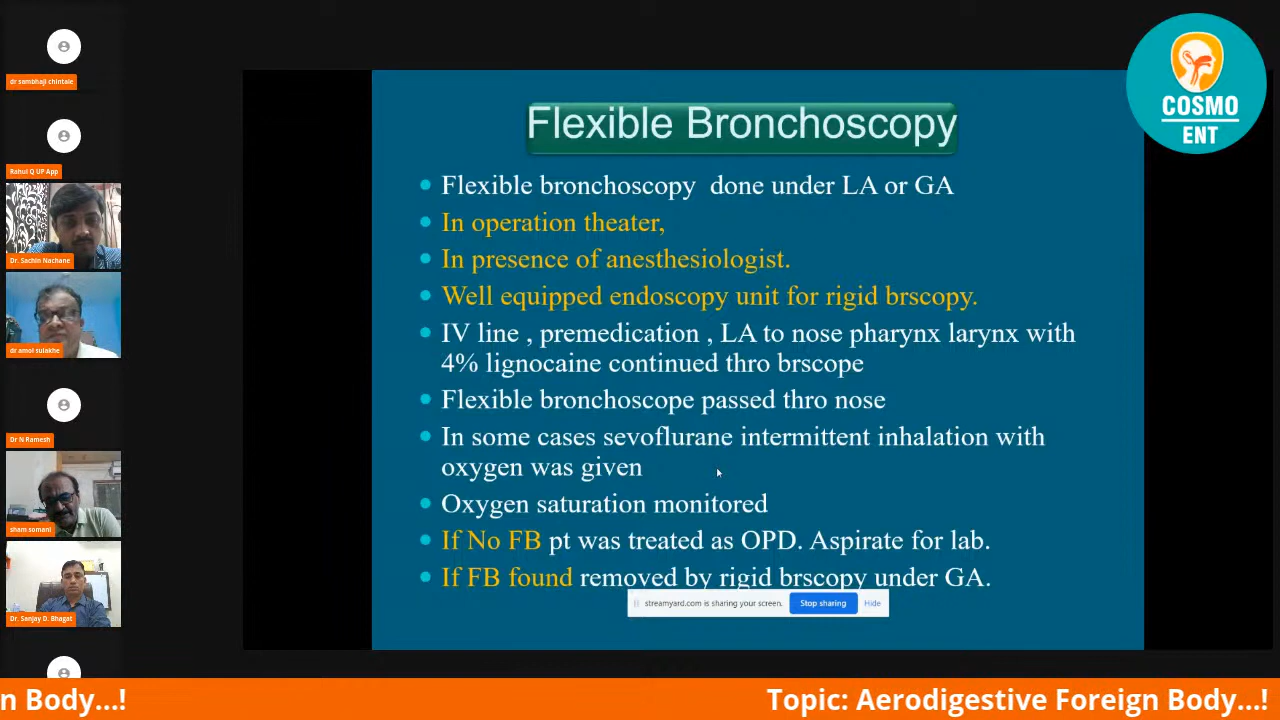 dr sambhaji chintale
Rahul Q UP App
Dr. Sachin Nachane
dr amol sulakhe
Dr N Ramesh
sham somani
Dr. Sanjay D. Bhagat
COSMO
ENT
Flexible Bronchoscopy
Flexible bronchoscopy done under LA or GA
In operation theater,
In presence of anesthesiologist.
Well equipped endoscopy unit for rigid brscopy.
IV line , premedication , LA to nose pharynx larynx with
4% lignocaine continued thro brscope
Flexible bronchoscope passed thro nose
In some cases sevoflurane intermittent inhalation with
oxygen was given
Oxygen saturation monitored
If No FB pt was treated as OPD. Aspirate for lab.
If FB found removed by rigid brscopy under GA.
streamyard.com is sharing your screen. Stop sharing Hide
n Body...! Topic: Aerodigestive Foreign Body...!